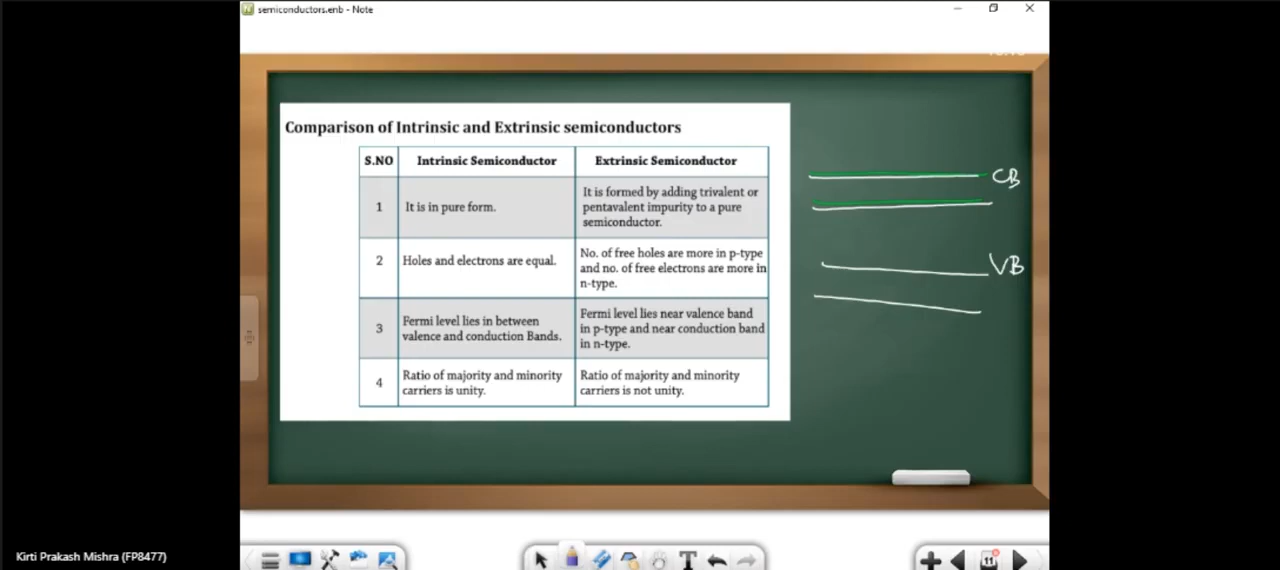 semiconductors.enb - Note
Comparison of Intrinsic and Extrinsic semiconductors
S.NO Intrinsic Semiconductor Extrinsic Semiconductor
1 It is in pure form. It is formed by adding trivalent or
pentavalent impurity to a pure
semiconductor.
2 Holes and electrons are equal. No. of free holes are more in p-type
and no. of free electrons are more in
n-type.
3 Fermi level lies in between
valence and conduction Bands. Fermi level lies near valence band
in p-type and near conduction band
in n-type.
4 Ratio of majority and minority
carriers is unity. Ratio of majority and minority
carriers is not unity.
CB
VB
Kirti Prakash Mishra (FP8477)
T
11